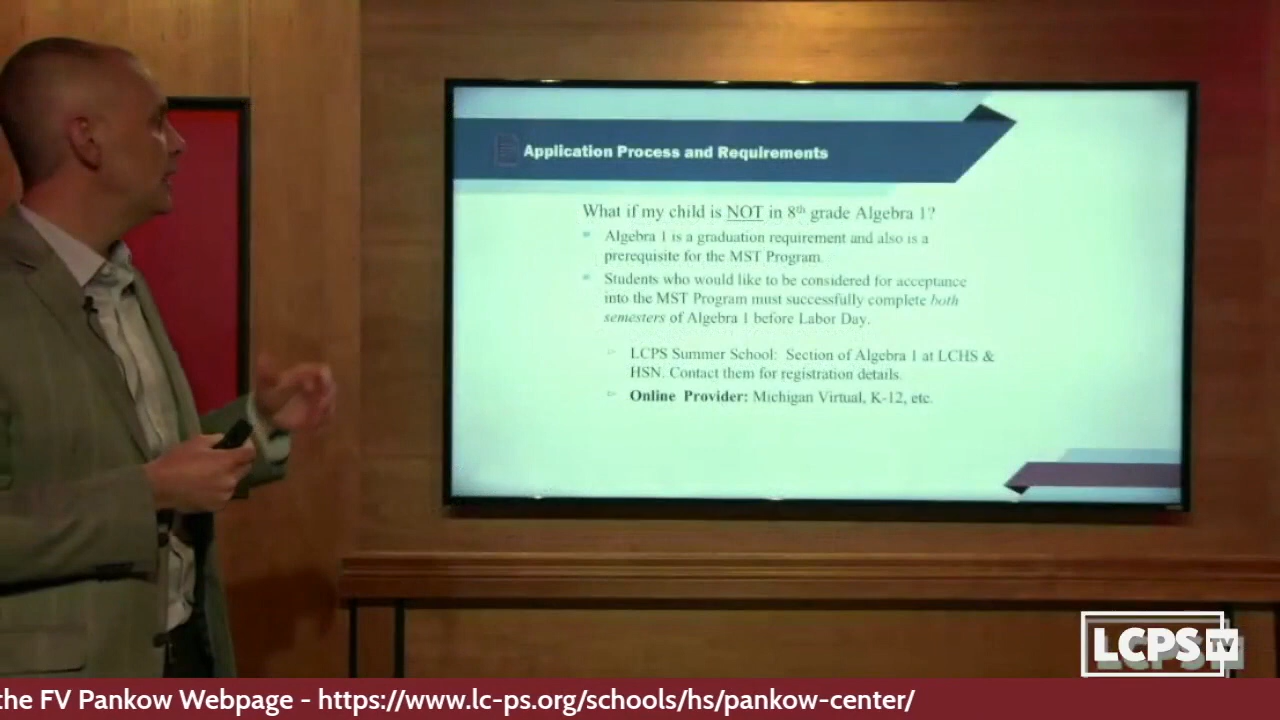 Application Process and Requirements
What if my child is NOT in 8th grade Algebra 1?
Algebra 1 is a graduation requirement and also is a
prerequisite for the MST Program.
Students who would like to be considered for acceptance
into the MST Program must successfully complete both
semesters of Algebra 1 before Labor Day.
LCPS Summer School: Section of Algebra 1 at LCHS &
HSN. Contact them for registration details.
Online Provider: Michigan Virtual, K-12, etc.
LCPS TV
the FV Pankow Webpage - https://www.lc-ps.org/schools/hs/pankow-center/